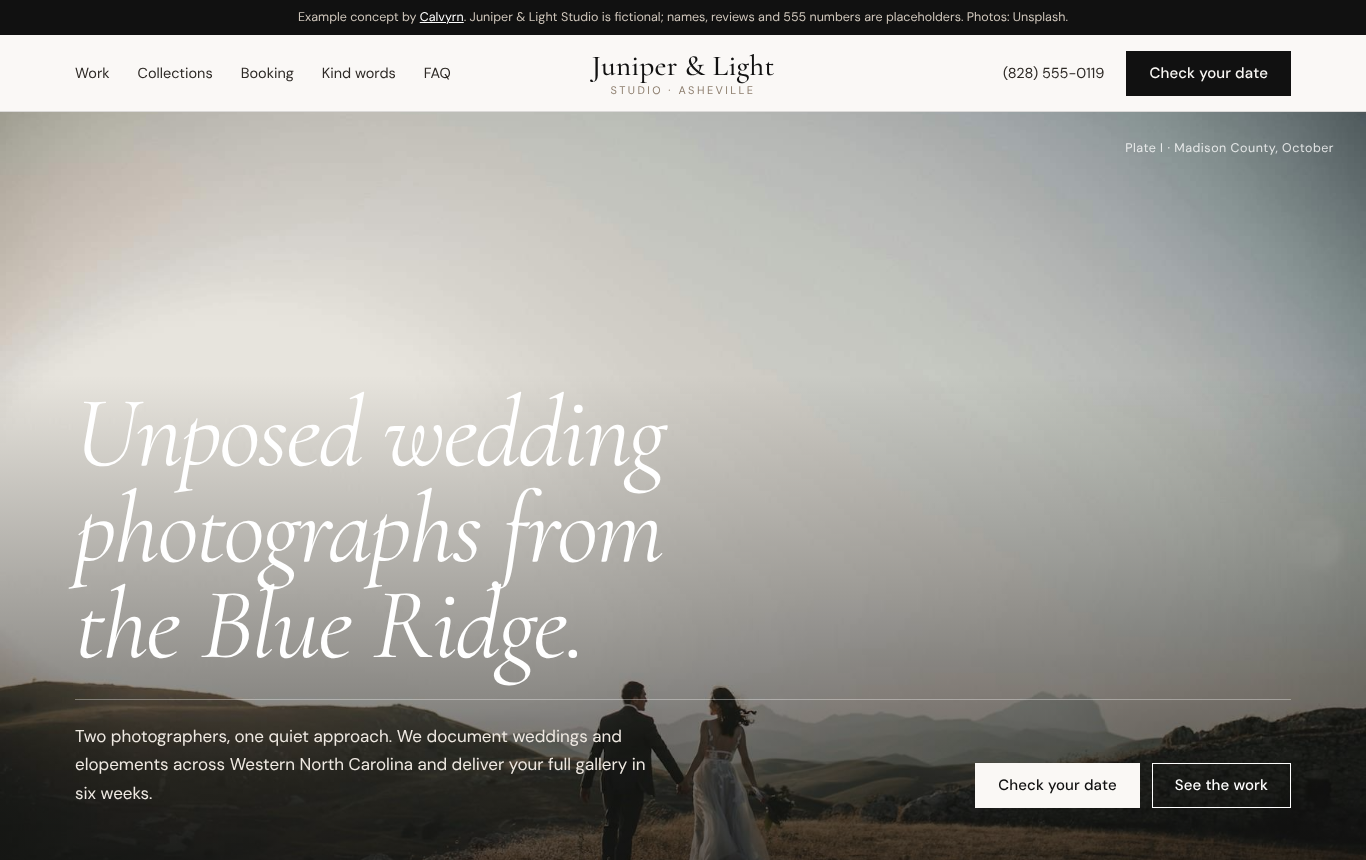 Example concept by Calvyrn. Juniper & Light Studio is fictional; names, reviews and 555 numbers are placeholders. Photos: Unsplash.
Work Collections Booking Kind words FAQ
Juniper & Light
STUDIO · ASHEVILLE
(828) 555-0119
Check your date
Plate I · Madison County, October
Unposed wedding
photographs from
the Blue Ridge.
Two photographers, one quiet approach. We document weddings and
elopements across Western North Carolina and deliver your full gallery in
six weeks.
Check your date
See the work